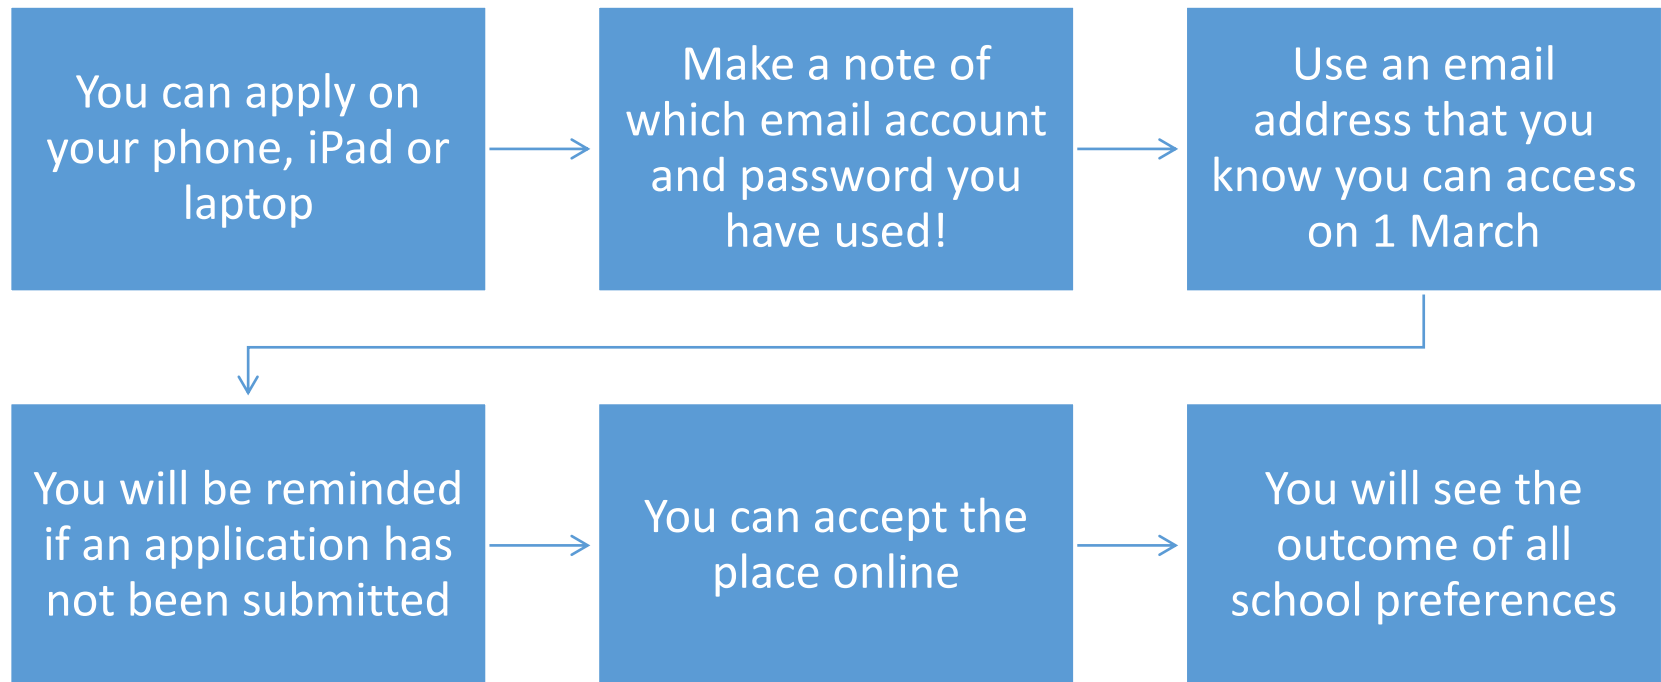 You can apply on
your phone, iPad or
laptop
Make a note of
which email account
and password you
have used!
Use an email
address that you
know you can access
on 1 March
You will be reminded
if an application has
not been submitted
You can accept the
place online
You will see the
outcome of all
school preferences